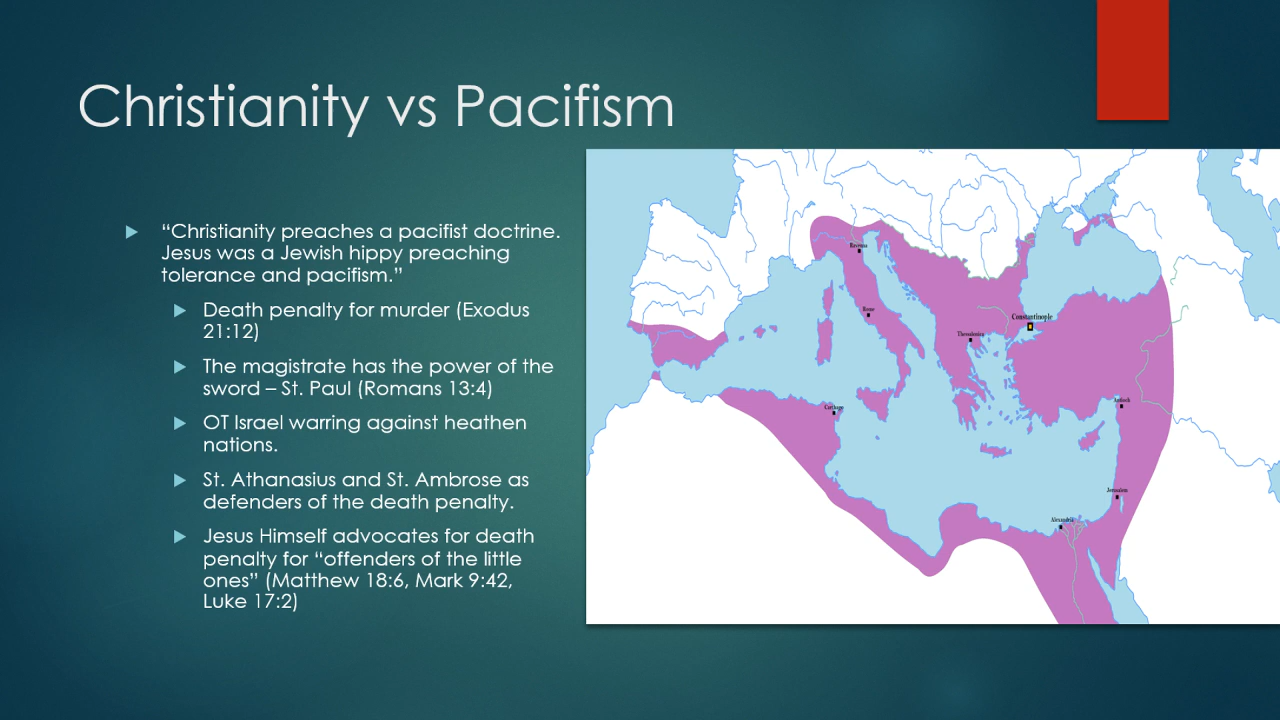 Christianity vs Pacifism
“Christianity preaches a pacifist doctrine.
Jesus was a Jewish hippy preaching
tolerance and pacifism.”
Death penalty for murder (Exodus
21:12)
The magistrate has the power of the
sword – St. Paul (Romans 13:4)
OT Israel warring against heathen
nations.
St. Athanasius and St. Ambrose as
defenders of the death penalty.
Jesus Himself advocates for death
penalty for “offenders of the little
ones” (Matthew 18:6, Mark 9:42,
Luke 17:2)
Ravenna
Rome
Constantinople
Thessalonica
Carthage
Antioch
Jerusalem
Alexandria